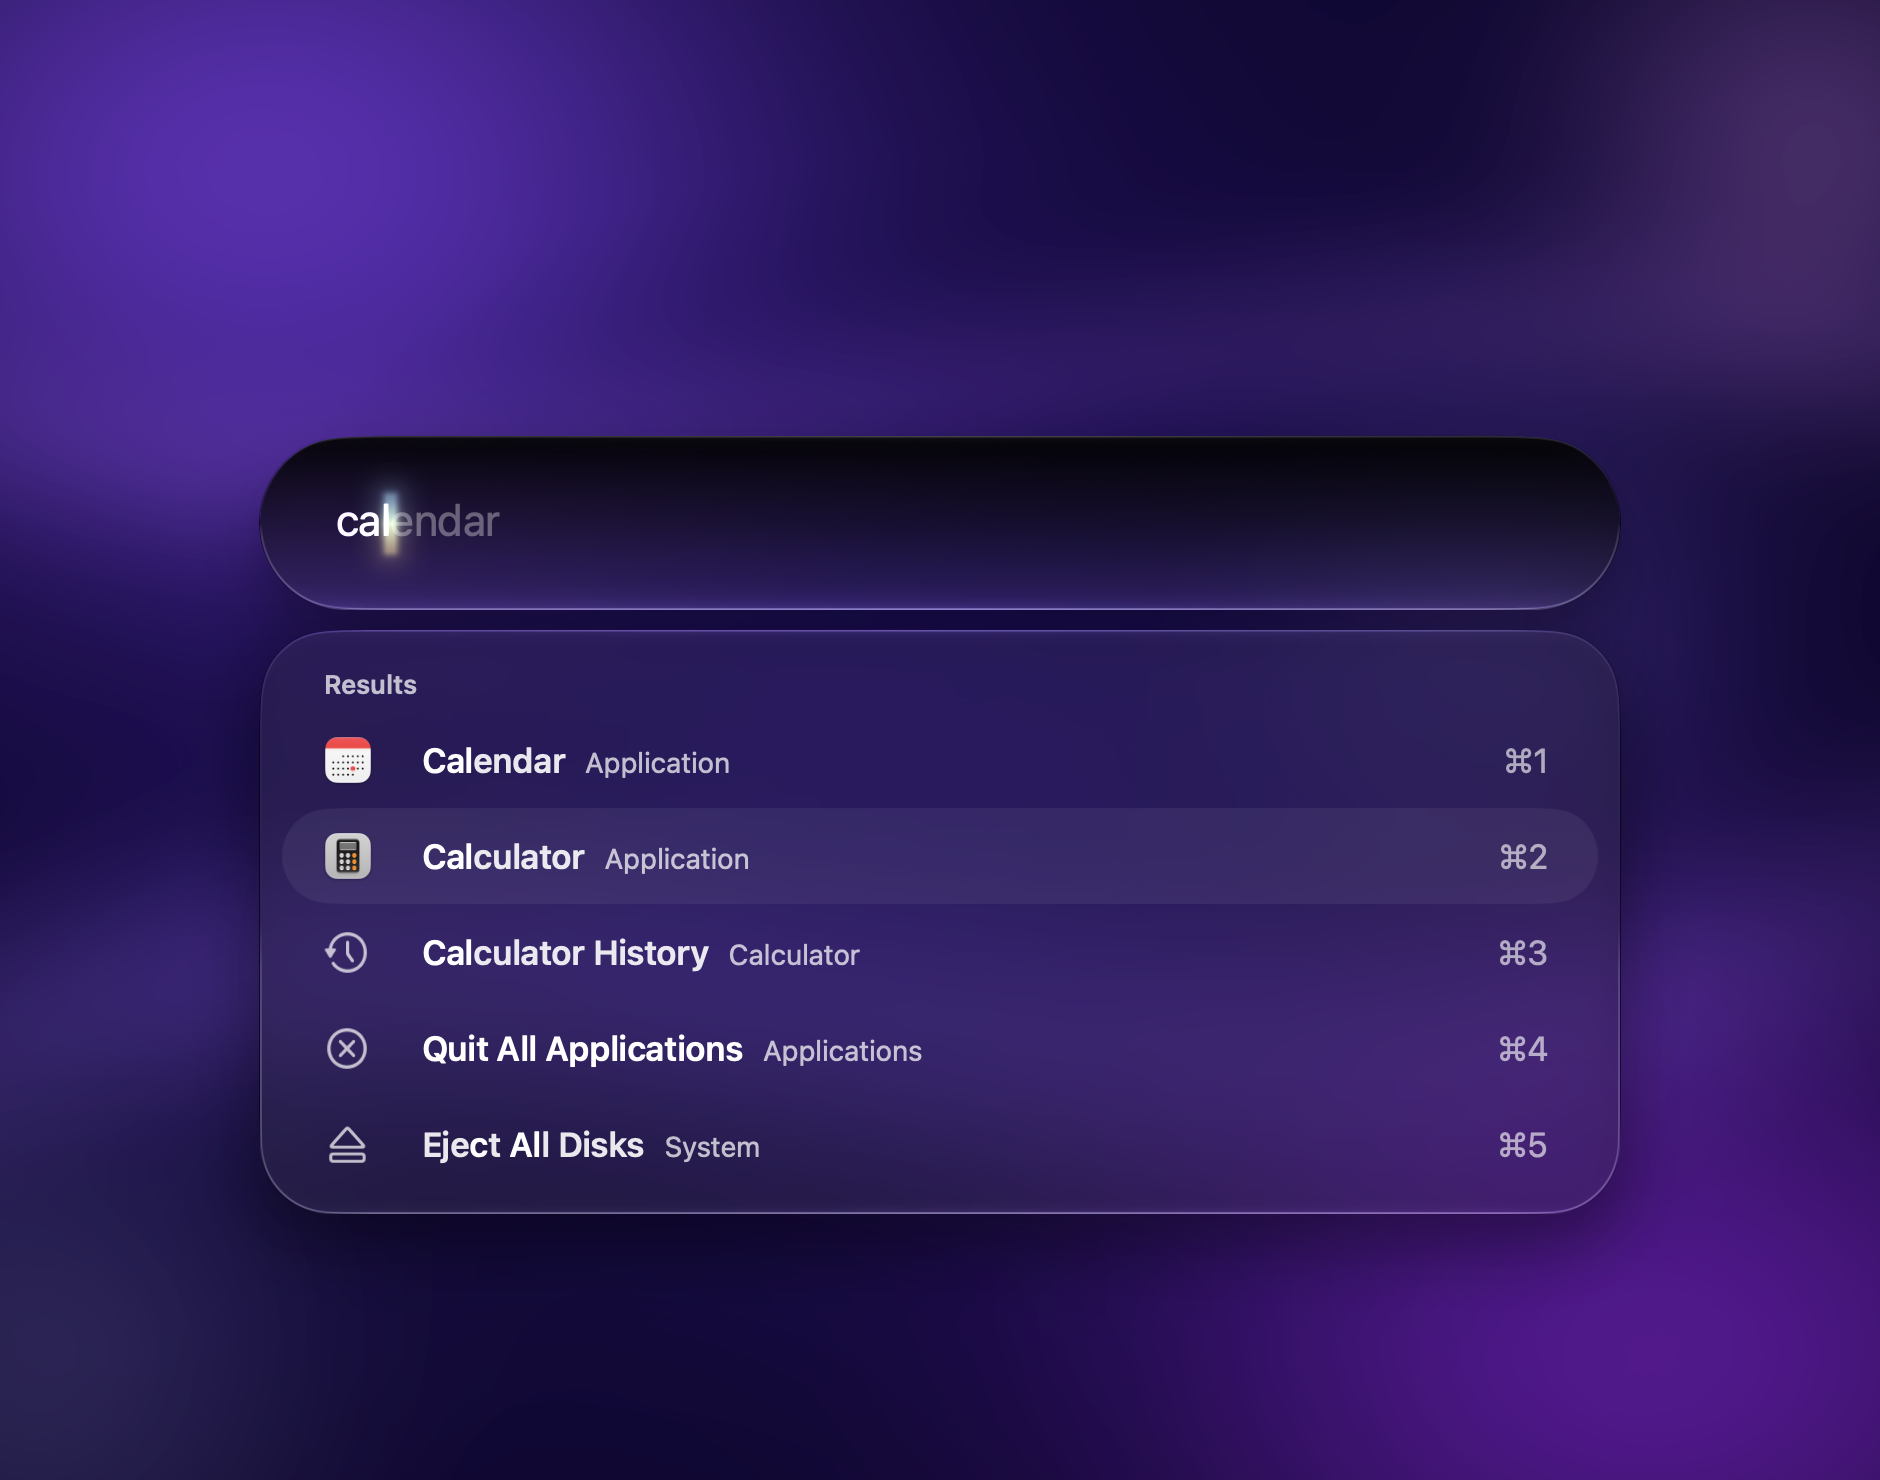 calendar
Results
Calendar Application ⌘1
Calculator Application ⌘2
Calculator History Calculator ⌘3
Quit All Applications Applications ⌘4
Eject All Disks System ⌘5